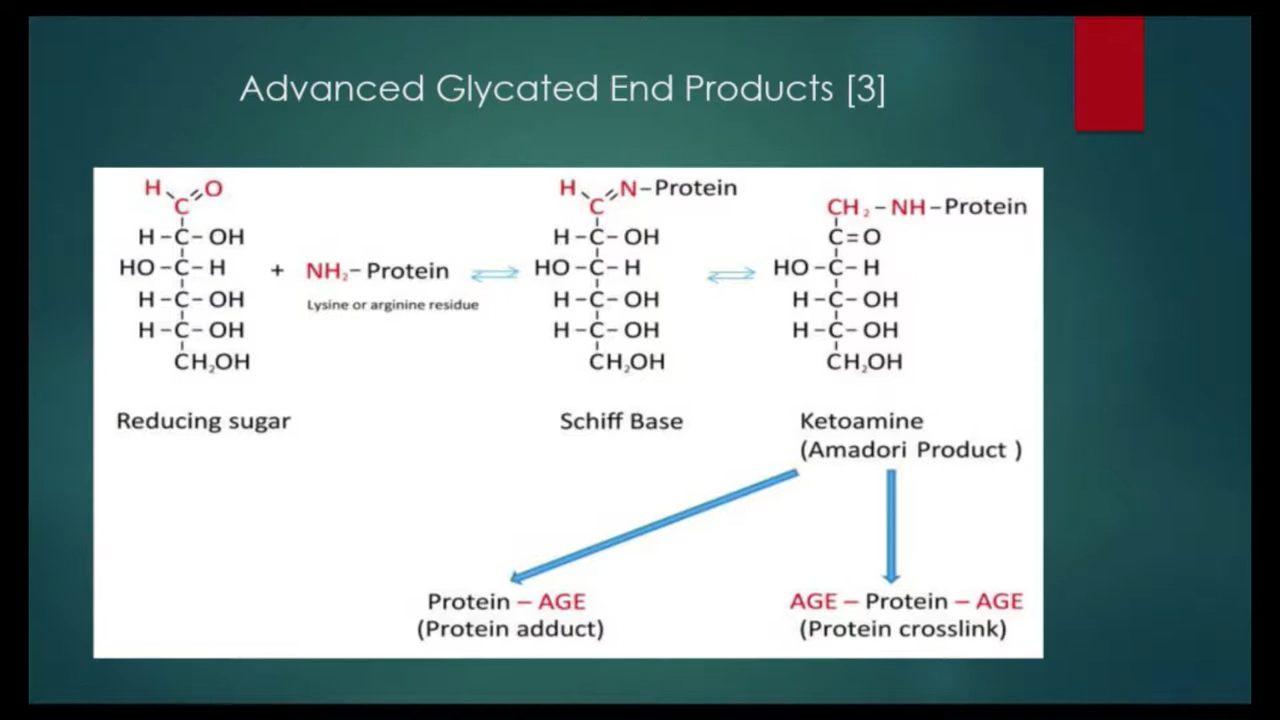 Advanced Glycated End Products [3]
H O
C
H – C – OH
HO – C – H
H – C – OH
H – C – OH
CH₂OH
Reducing sugar
+ NH₂ – Protein
Lysine or arginine residue
H N – Protein
C
H – C – OH
HO – C – H
H – C – OH
H – C – OH
CH₂OH
Schiff Base
CH₂ – NH – Protein
C = O
HO – C – H
H – C – OH
H – C – OH
CH₂OH
Ketoamine
(Amadori Product )
Protein – AGE
(Protein adduct)
AGE – Protein – AGE
(Protein crosslink)